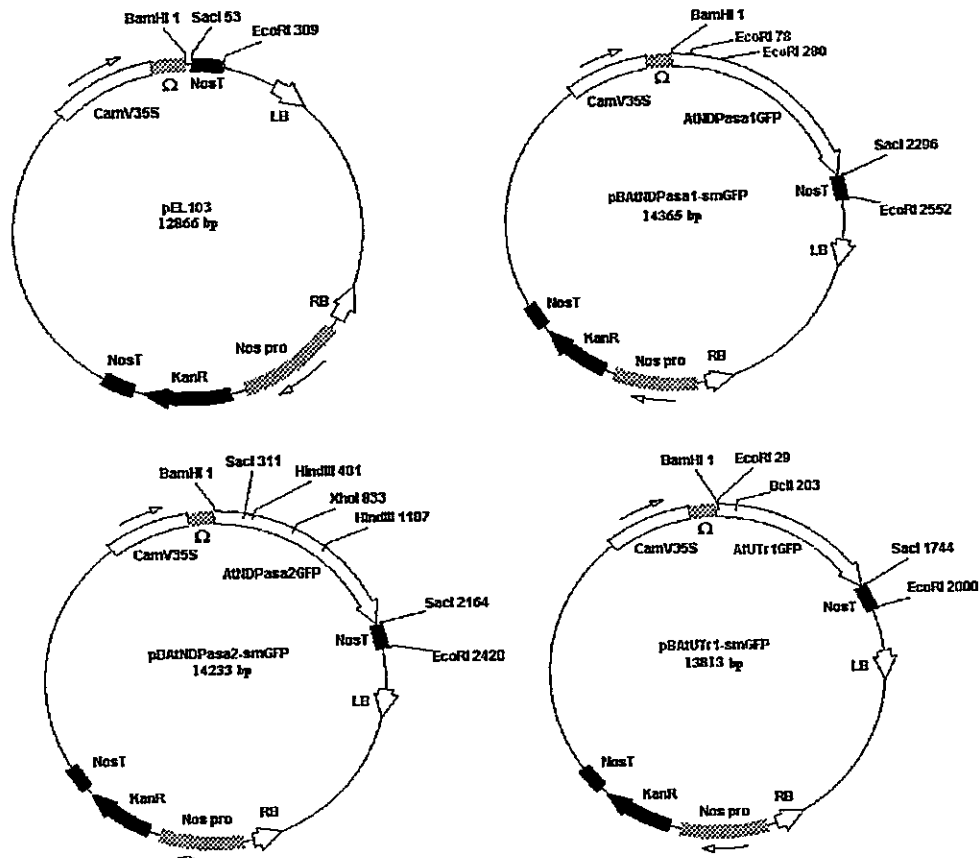 BamHI 1 SacI 53
EcoRI 309
Ω
NosT
CamV35S
LB
pEL103
12866 bp
RB
Nos pro
KanR
NosT
BamHI 1
EcoRI 78
EcoRI 280
Ω
CamV35S
AtNDPasa1GFP
SacI 2296
NosT
EcoRI 2552
pBAtNDPasa1-smGFP
14365 bp
LB
NosT
KanR
Nos pro
RB
BamHI 1
SacI 311
HindIII 401
XhoI 833
HindIII 1107
Ω
CamV35S
AtNDPasa2GFP
SacI 2164
NosT
EcoRI 2420
pBAtNDPasa2-smGFP
14233 bp
LB
NosT
KanR
Nos pro
RB
BamHI 1
EcoRI 29
BclI 203
Ω
CamV35S
AtUTr1GFP
SacI 1744
NosT
EcoRI 2000
pBAtUTr1-smGFP
13813 bp
LB
NosT
KanR
Nos pro
RB